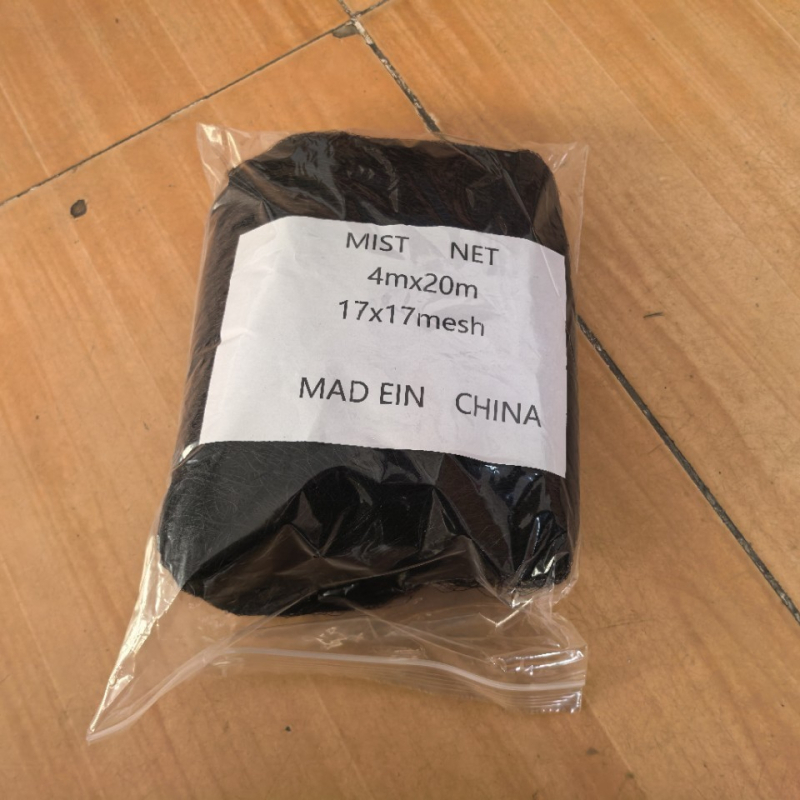 MIST NET
4mx20m
17x17mesh
MAD EIN CHINA